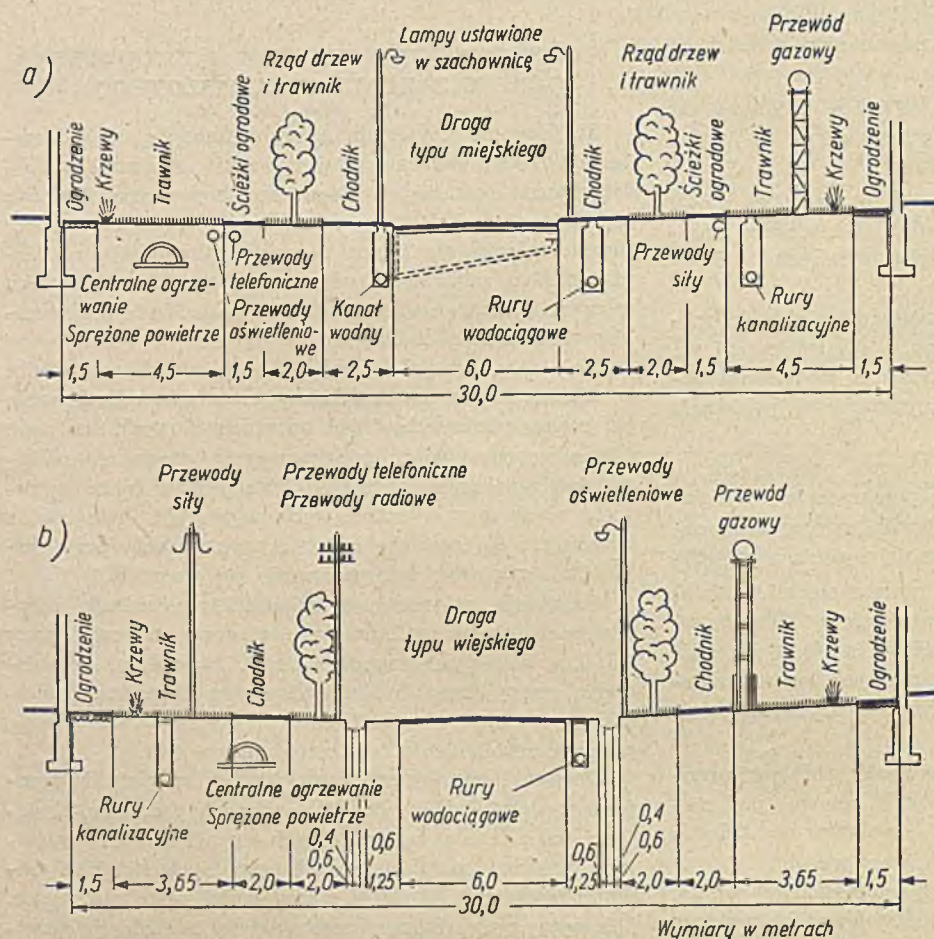 a)
Ogrodzenie
Krzewy
Trawnik
Ścieżki ogrodowe
Rząd drzew
i trawnik
Chodnik
Lampy ustawione
w szachownicę
Droga
typu miejskiego
Chodnik
Rząd drzew
i trawnik
Ścieżki
ogrodowe
Trawnik
Przewód
gazowy
Krzewy
Ogrodzenie
Centralne ogrze-
wanie
Sprężone powietrze
Przewody
telefoniczne
Przewody
oświetlenio-
we
Kanał
wodny
Rury
wodociągowe
Przewody
siły
Rury
kanalizacyjne
1,5 4,5 1,5 2,0 2,5 6,0 2,5 2,0 1,5 4,5 1,5
30,0
b)
Ogrodzenie
Krzewy
Trawnik
Przewody
siły
Chodnik
Przewody telefoniczne
Przewody radiowe
Droga
typu wiejskiego
Przewody
oświetleniowe
Chodnik
Przewód
gazowy
Trawnik
Krzewy
Ogrodzenie
Rury
kanalizacyjne
Centralne ogrzewanie
Sprężone powietrze
Rury
wodociągowe
0,4
0,6
0,6
0,6
0,4
0,6
1,5 3,65 2,0 2,0 1,25 6,0 1,25 2,0 2,0 3,65 1,5
30,0
Wymiary w metrach